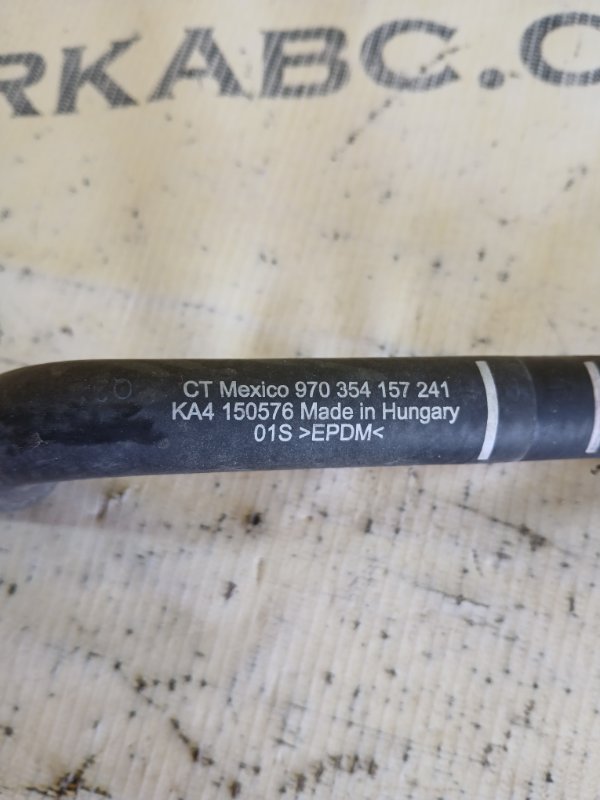 RKABC.C
CT Mexico 970 354 157 241
KA4 150576 Made in Hungary
01S >EPDM<